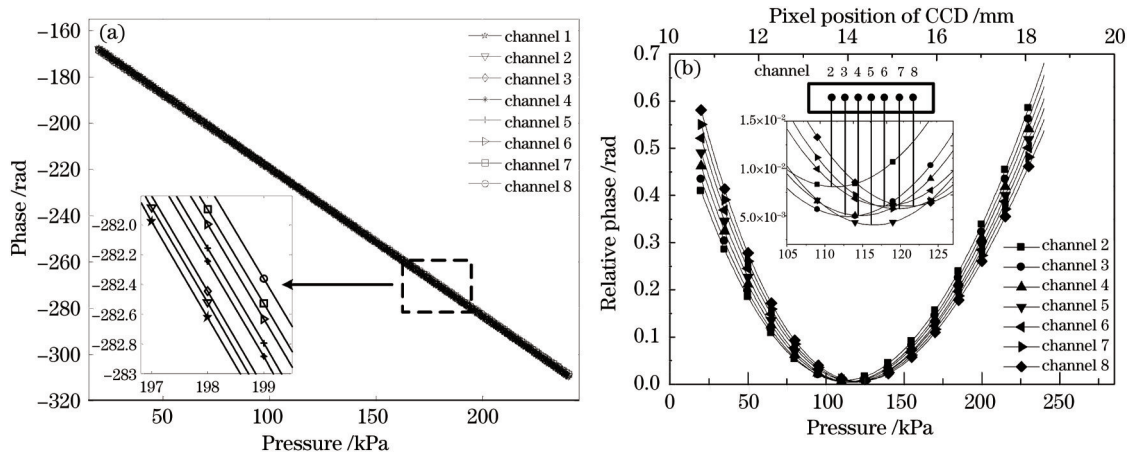 (a)
−160
−180
−200
−220
−240
−260
−280
−300
−320
Phase /rad
50
100
150
200
Pressure /kPa
channel 1
channel 2
channel 3
channel 4
channel 5
channel 6
channel 7
channel 8
−282.0
−282.2
−282.4
−282.6
−282.8
−283
197
198
199
Pixel position of CCD /mm
10
12
14
16
18
20
(b)
0.7
0.6
0.5
0.4
0.3
0.2
0.1
0.0
Relative phase /rad
0
50
100
150
200
250
Pressure /kPa
channel
2 3 4 5 6 7 8
1.5×10⁻²
1.0×10⁻²
5.0×10⁻³
105
110
115
120
125
channel 2
channel 3
channel 4
channel 5
channel 6
channel 7
channel 8